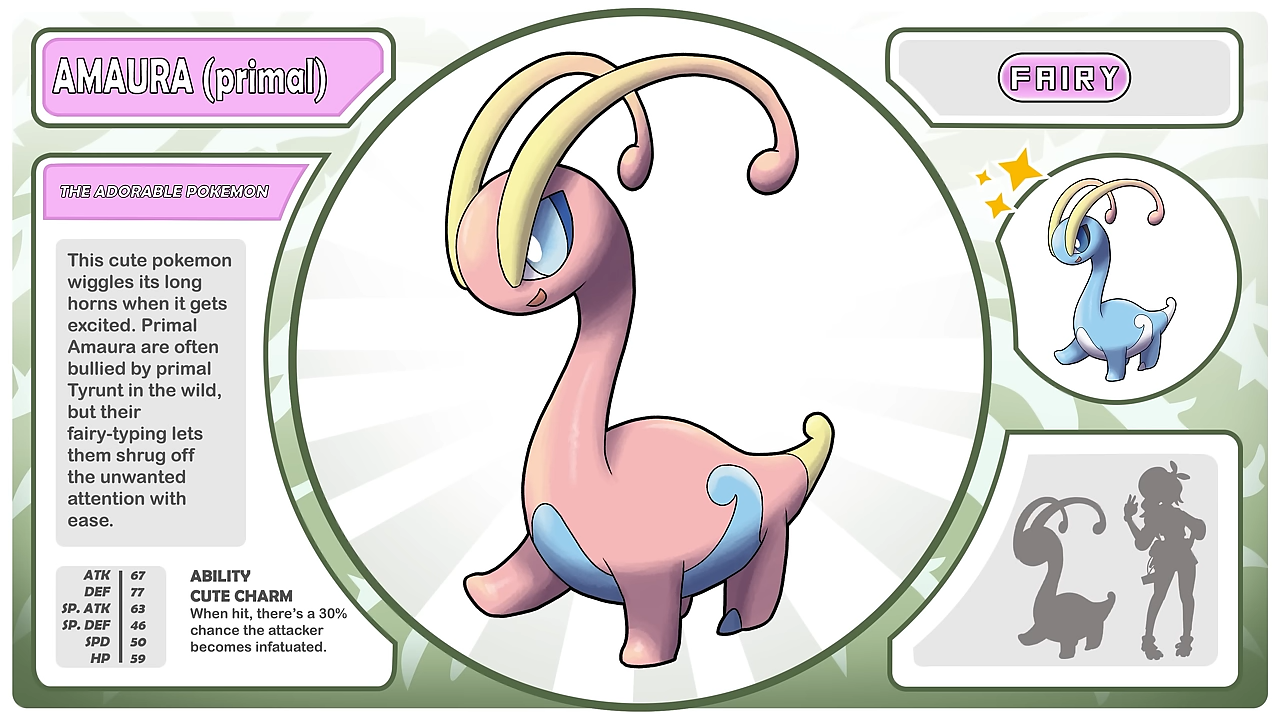 AMAURA (primal)
FAIRY
THE ADORABLE POKEMON
This cute pokemon
wiggles its long
horns when it gets
excited. Primal
Amaura are often
bullied by primal
Tyrunt in the wild,
but their
fairy-typing lets
them shrug off
the unwanted
attention with
ease.
ATK 67
DEF 77
SP. ATK 63
SP. DEF 46
SPD 50
HP 59
ABILITY
CUTE CHARM
When hit, there's a 30%
chance the attacker
becomes infatuated.